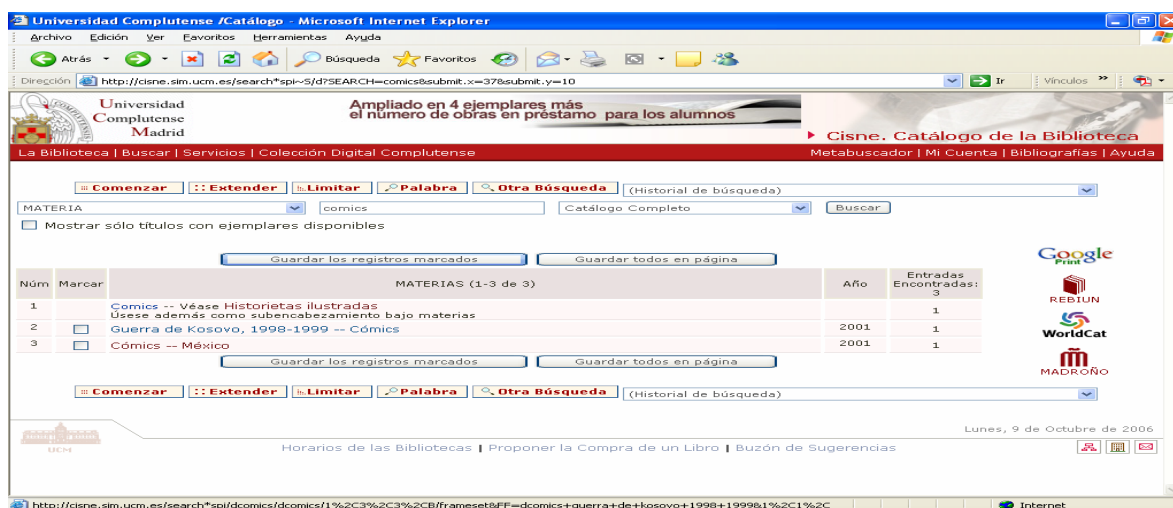 Universidad Complutense /Catálogo - Microsoft Internet Explorer
Archivo Edición Ver Favoritos Herramientas Ayuda
Atrás Búsqueda Favoritos
Dirección http://cisne.sim.ucm.es/search*spi~S/d?SEARCH=comics&submit.x=37&submit.y=10 Ir Vínculos »
Universidad Complutense Madrid
Ampliado en 4 ejemplares más
el número de obras en préstamo para los alumnos
Cisne. Catálogo de la Biblioteca
La Biblioteca | Buscar | Servicios | Colección Digital Complutense Metabuscador | Mi Cuenta | Bibliografías | Ayuda
Comenzar Extender Limitar Palabra Otra Búsqueda (Historial de búsqueda)
MATERIA comics Catálogo Completo Buscar
Mostrar sólo títulos con ejemplares disponibles
Guardar los registros marcados Guardar todos en página
Google Print
Núm Marcar MATERIAS (1-3 de 3) Año Entradas Encontradas: 3
REBIUN
1 Comics -- Véase Historietas ilustradas 1
Úsese además como subencabezamiento bajo materias
2 Guerra de Kosovo, 1998-1999 -- Cómics 2001 1
WorldCat
3 Cómics -- México 2001 1
Guardar los registros marcados Guardar todos en página
MADROÑO
Comenzar Extender Limitar Palabra Otra Búsqueda (Historial de búsqueda)
Lunes, 9 de Octubre de 2006
UCM
Horarios de las Bibliotecas | Proponer la Compra de un Libro | Buzón de Sugerencias
http://cisne.sim.ucm.es/search*spi/dcomics/dcomics/1%2C3%2C3%2CB/frameset&FF=dcomics+guerra+de+kosovo+1998+1999&1%2C1%2C Internet